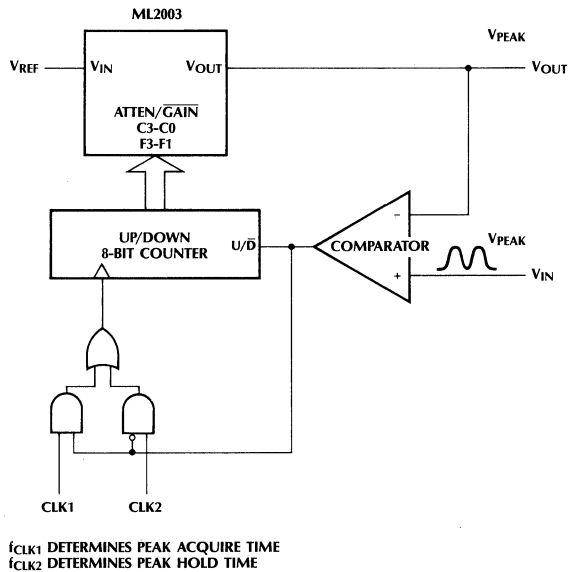 ML2003
VPEAK
VREF
VIN
VOUT
VOUT
ATTEN/G̅A̅I̅N̅
C3-C0
F3-F1
UP/DOWN
8-BIT COUNTER
U/D̅
COMPARATOR
−
+
VPEAK
VIN
CLK1
CLK2
fCLK1 DETERMINES PEAK ACQUIRE TIME
fCLK2 DETERMINES PEAK HOLD TIME